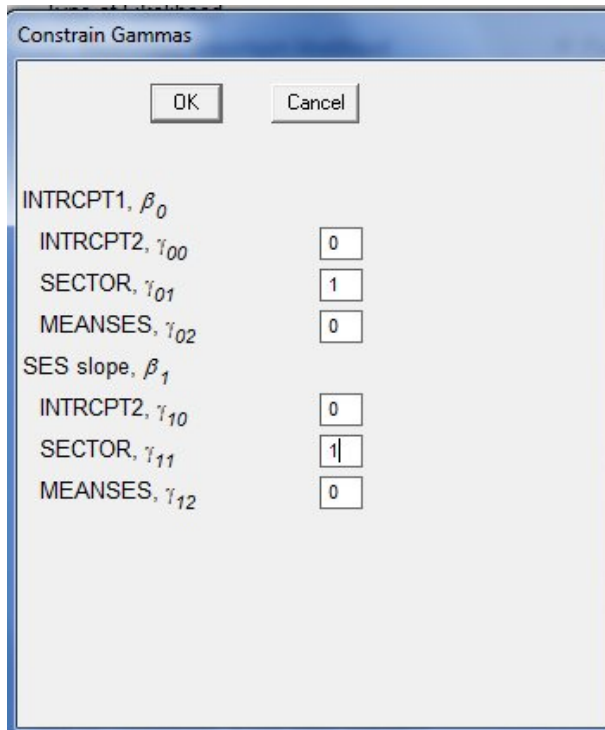 Constrain Gammas
OK Cancel
INTRCPT1, β0
INTRCPT2, γ00 0
SECTOR, γ01 1
MEANSES, γ02 0
SES slope, β1
INTRCPT2, γ10 0
SECTOR, γ11 1
MEANSES, γ12 0